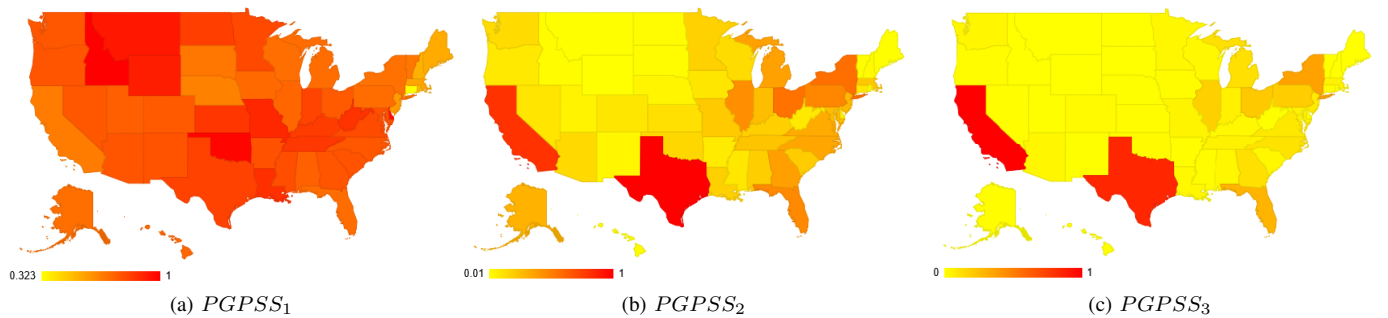 0.323 1
(a) PGPSS₁
0.01 1
(b) PGPSS₂
0 1
(c) PGPSS₃